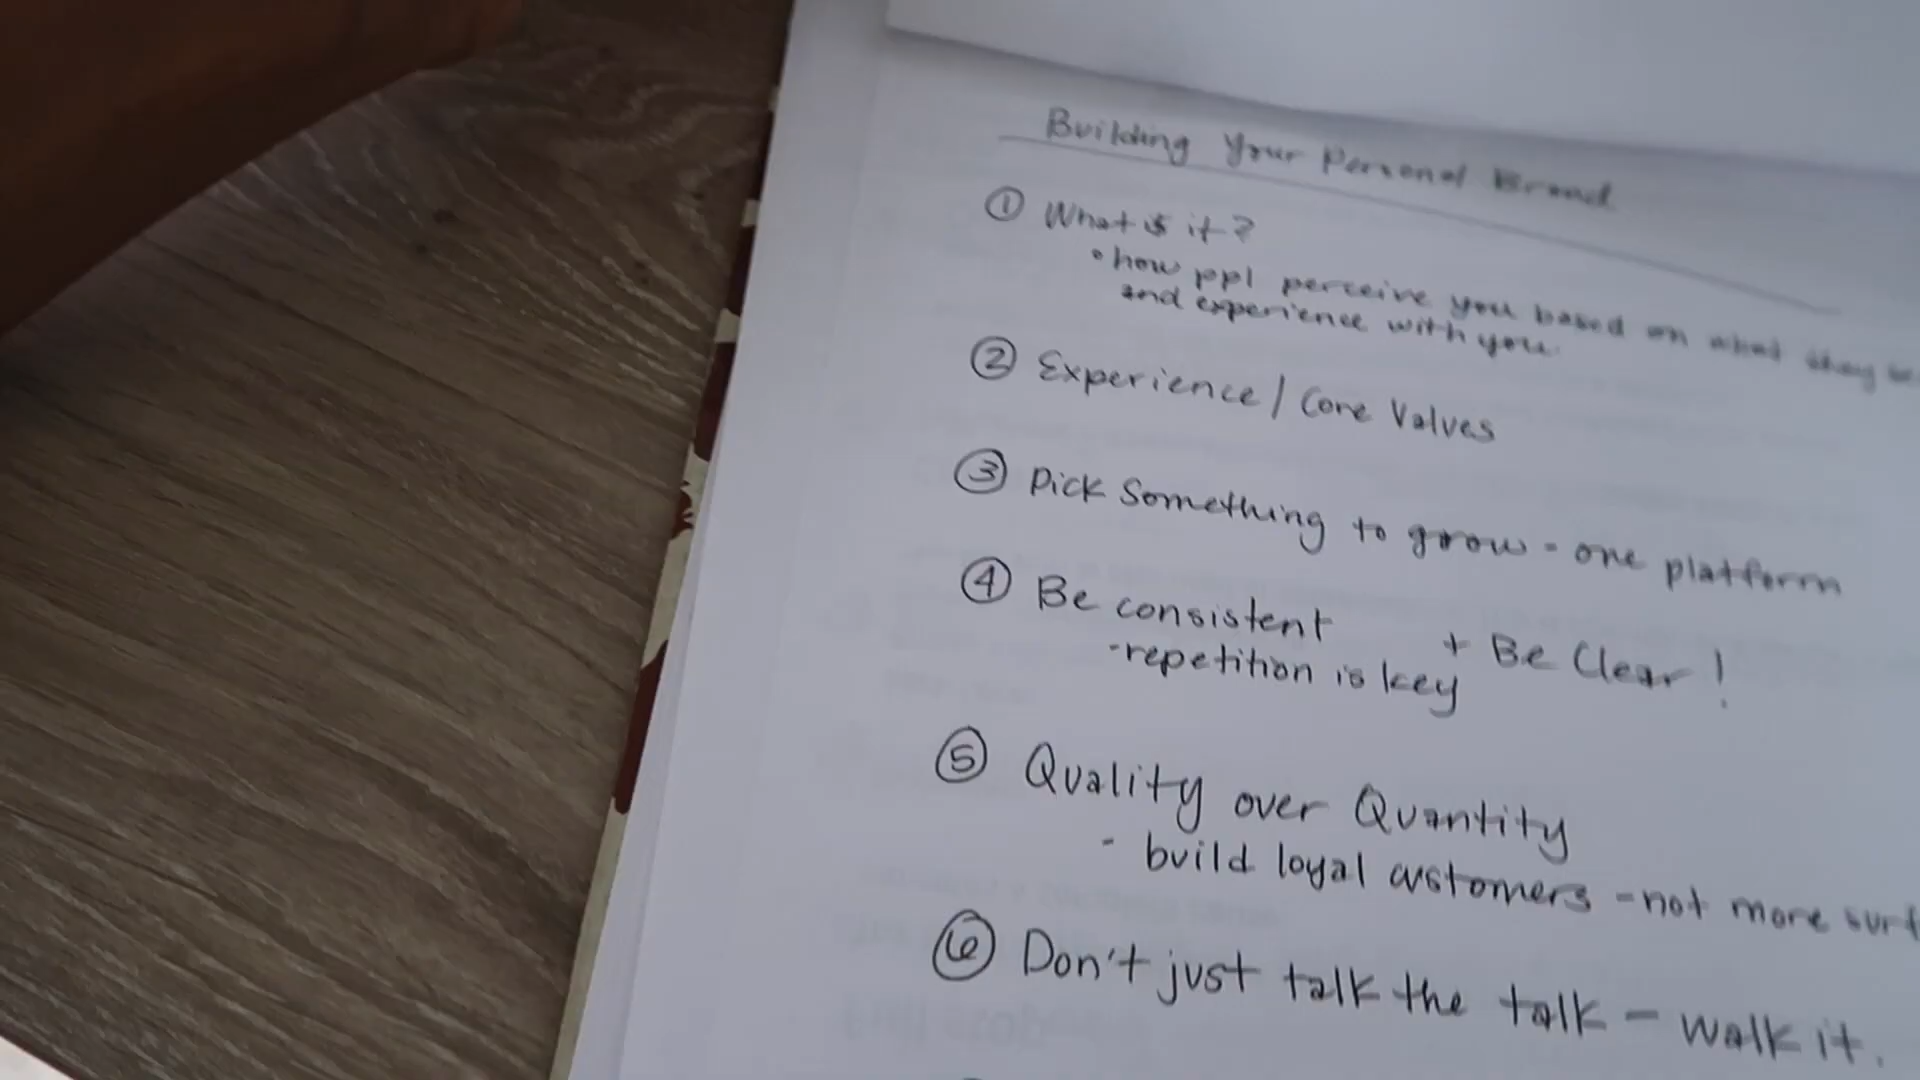 Building Your Personal Brand
① What is it?
• how ppl perceive you based on what they
and experience with you.
② Experience / Core Values
③ Pick Something to grow - one platform
④ Be consistent + Be Clear!
- repetition is key
⑤ Quality over Quantity
- build loyal customers - not more
⑥ Don't just talk the talk - walk it.